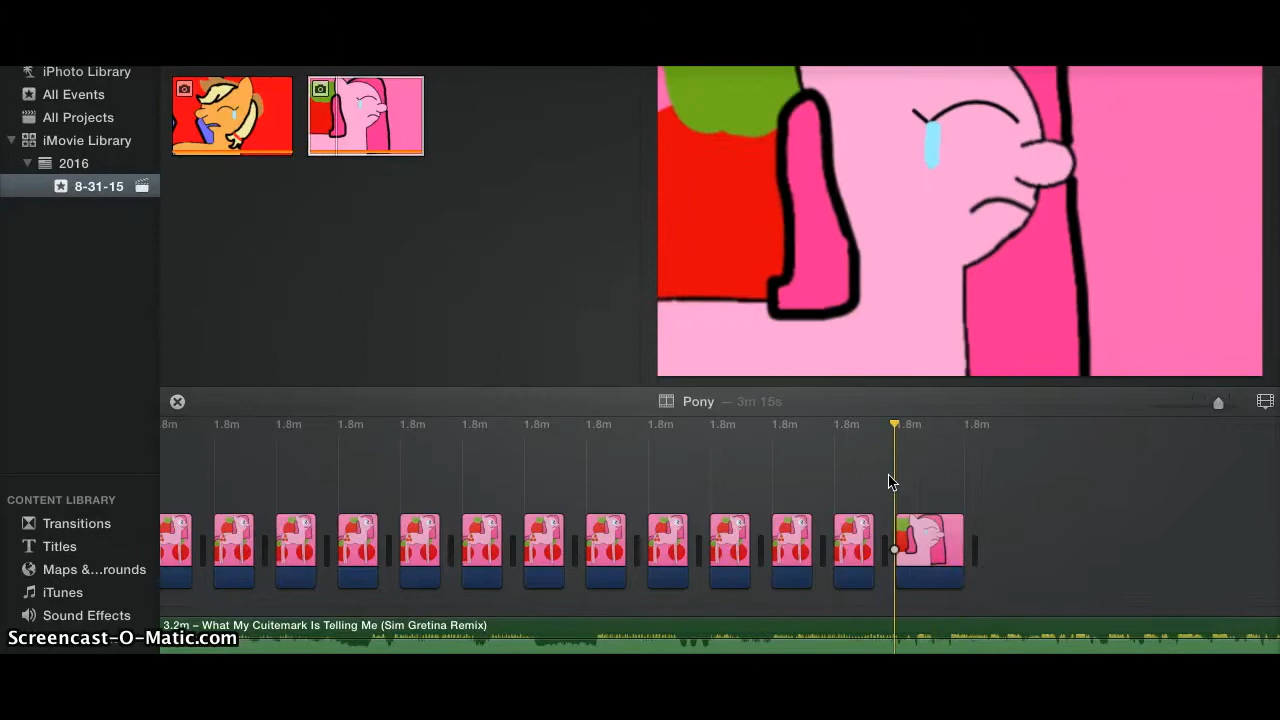 iPhoto Library
All Events
All Projects
iMovie Library
2016
8-31-15
Pony — 3m 15s
8m 1.8m 1.8m 1.8m 1.8m 1.8m 1.8m 1.8m 1.8m 1.8m 1.8m 1.8m .8m 1.8m
CONTENT LIBRARY
Transitions
T Titles
Maps &...rounds
iTunes
Sound Effects
3.2m – What My Cuitemark Is Telling Me (Sim Gretina Remix)
Screencast-O-Matic.com